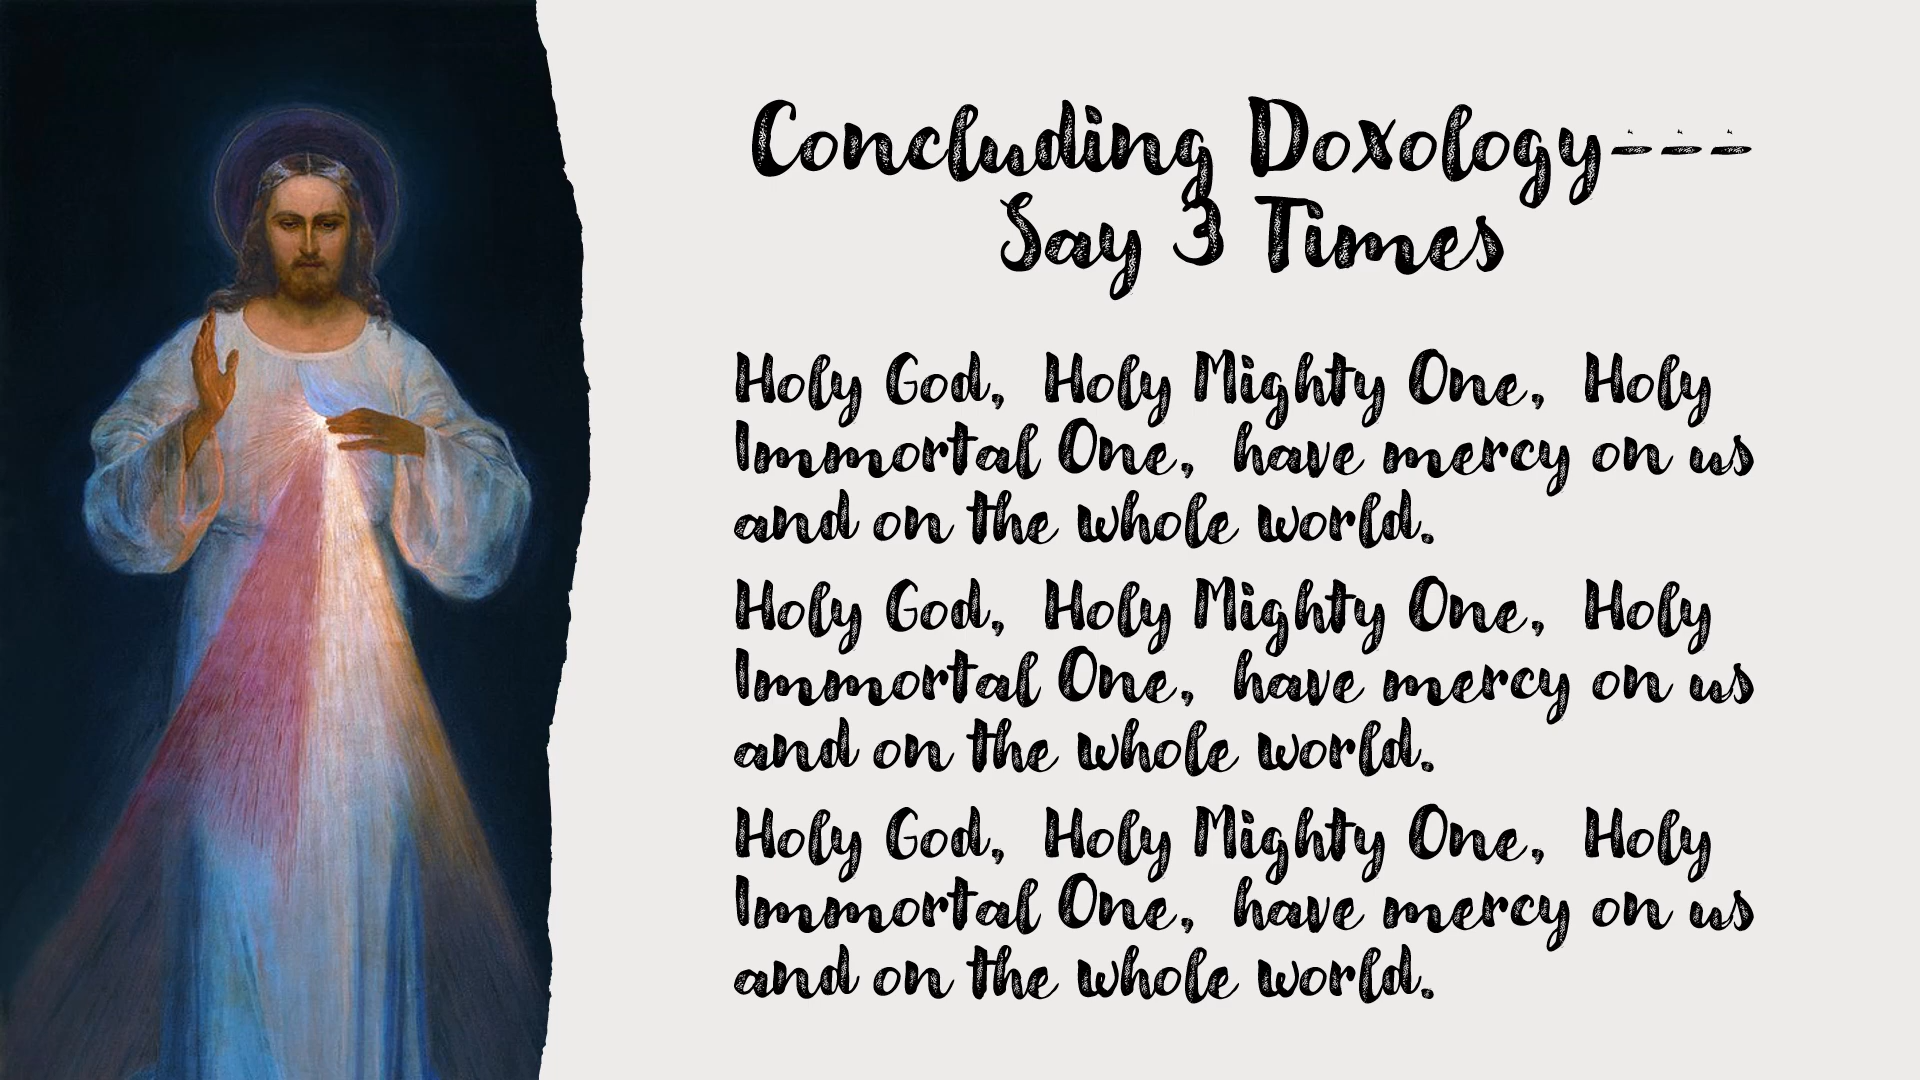 Concluding Doxology---
Say 3 Times
Holy God, Holy Mighty One, Holy
Immortal One, have mercy on us
and on the whole world.
Holy God, Holy Mighty One, Holy
Immortal One, have mercy on us
and on the whole world.
Holy God, Holy Mighty One, Holy
Immortal One, have mercy on us
and on the whole world.